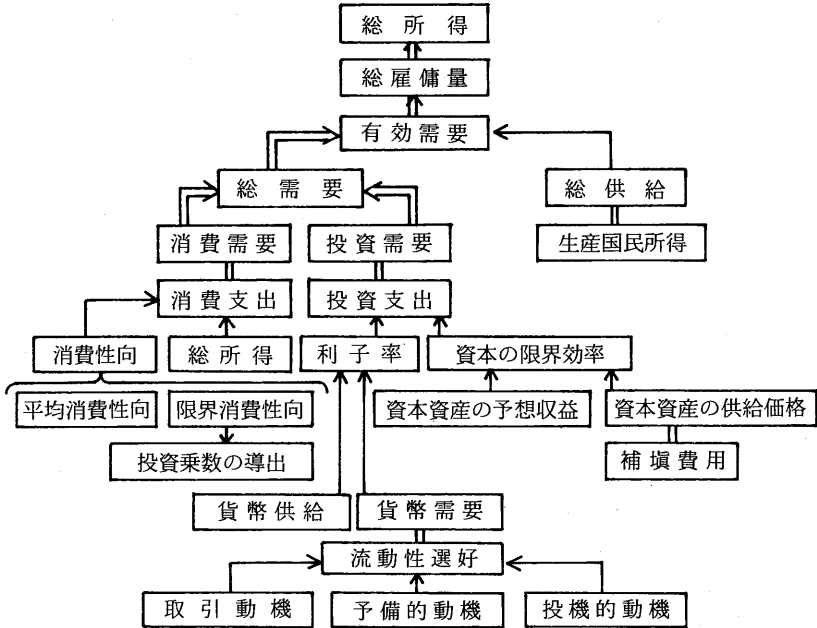 総所得
総雇傭量
有効需要
総需要
総供給
消費需要
投資需要
生産国民所得
消費支出
投資支出
消費性向
総所得
利子率
資本の限界効率
平均消費性向
限界消費性向
資本資産の予想収益
資本資産の供給価格
投資乗数の導出
補塡費用
貨幣供給
貨幣需要
流動性選好
取引動機
予備的動機
投機的動機